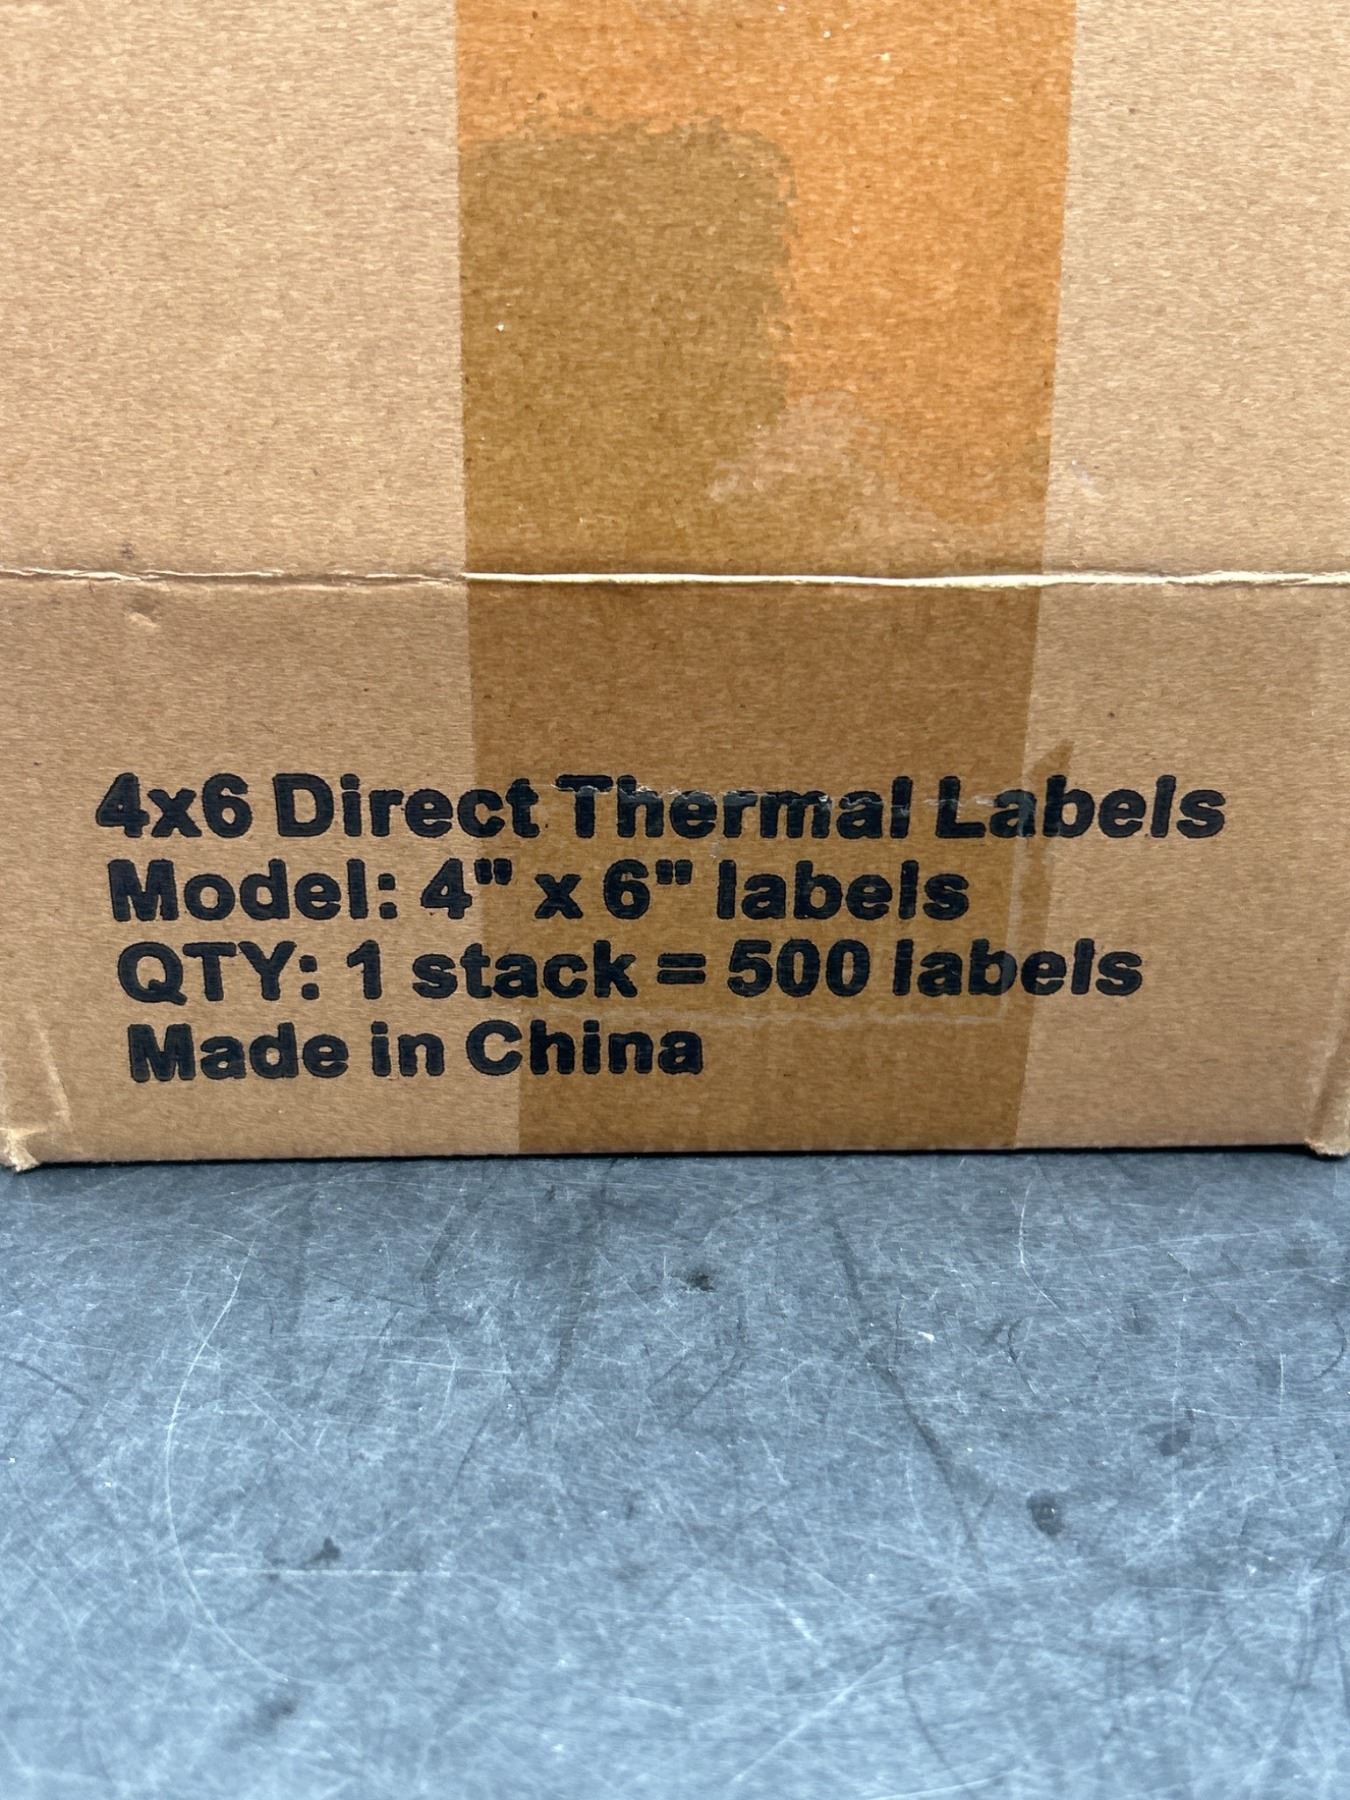 4x6 Direct Thermal Labels
Model: 4" x 6" labels
QTY: 1 stack = 500 labels
Made in China